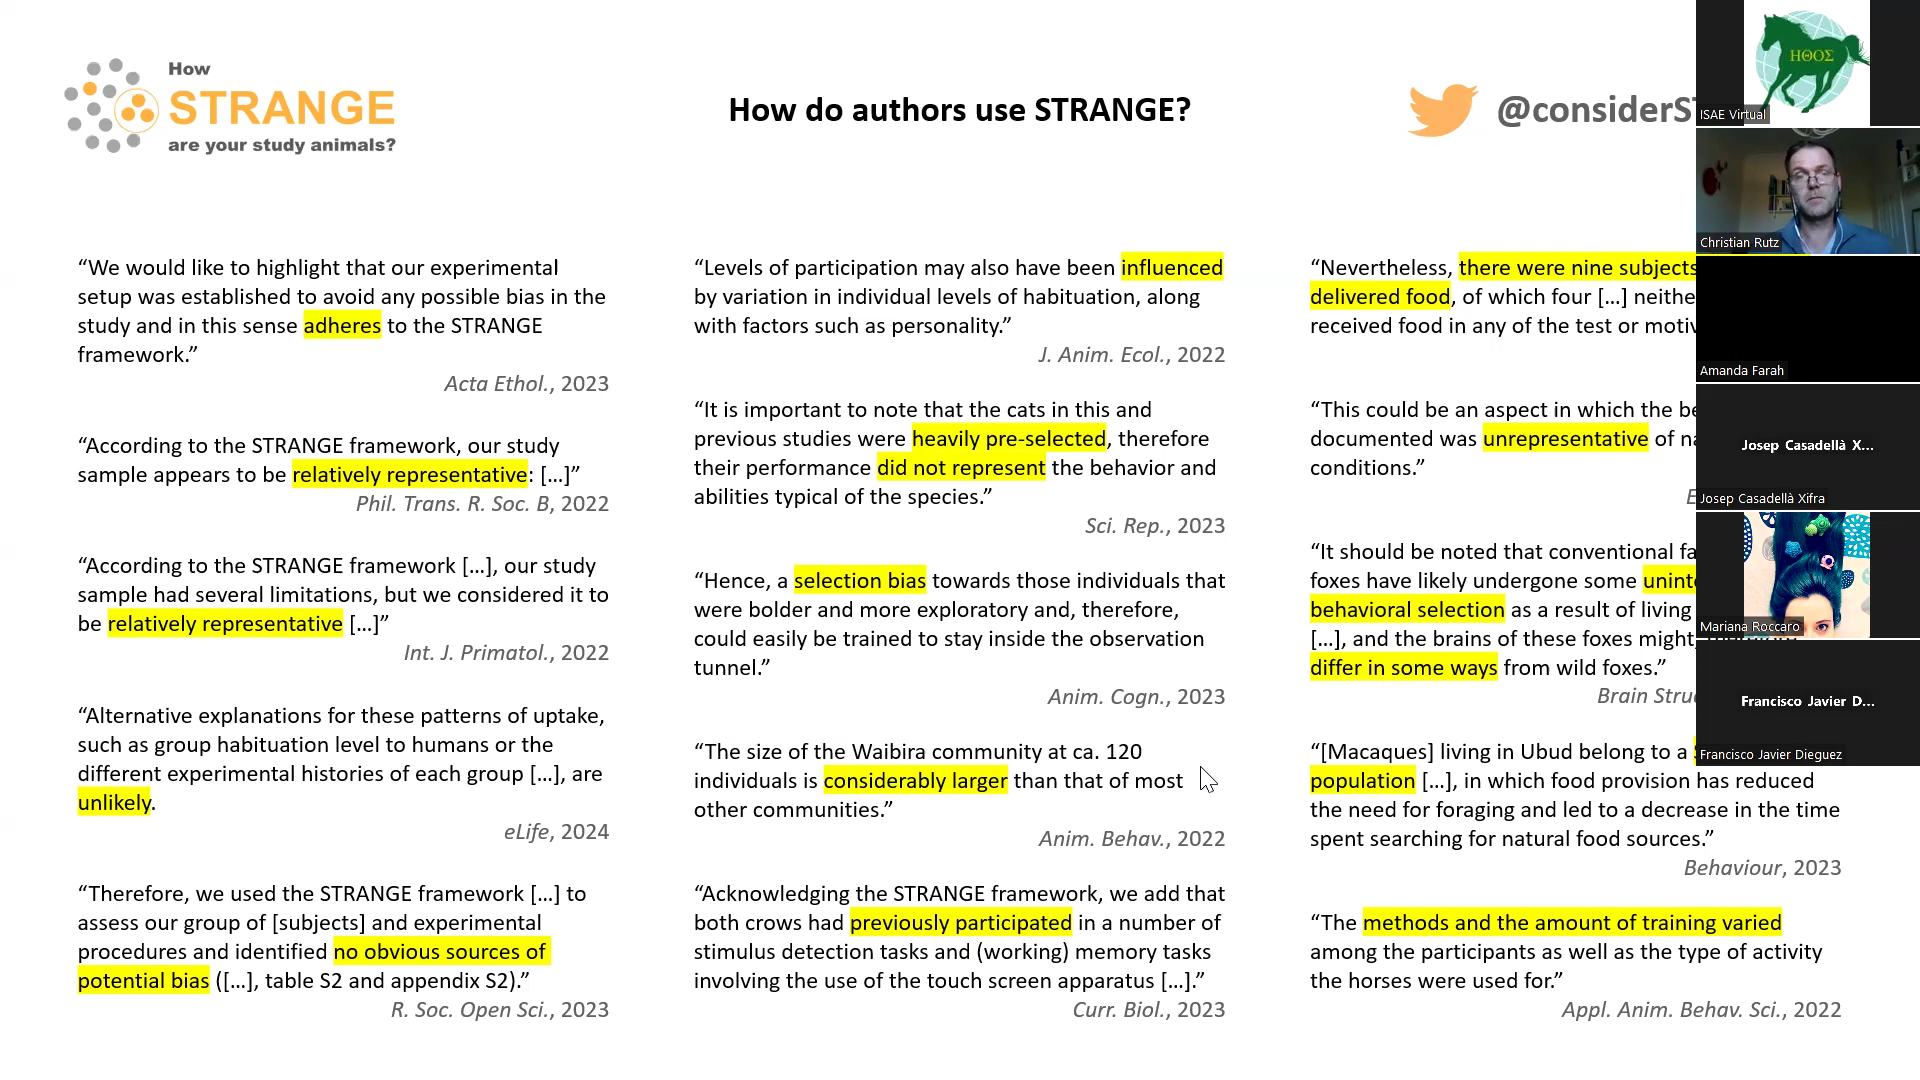 How
STRANGE
are your study animals?
How do authors use STRANGE?
@considerST
“We would like to highlight that our experimental
setup was established to avoid any possible bias in the
study and in this sense adheres to the STRANGE
framework.”
Acta Ethol., 2023
“According to the STRANGE framework, our study
sample appears to be relatively representative: […]”
Phil. Trans. R. Soc. B, 2022
“According to the STRANGE framework […], our study
sample had several limitations, but we considered it to
be relatively representative […]”
Int. J. Primatol., 2022
“Alternative explanations for these patterns of uptake,
such as group habituation level to humans or the
different experimental histories of each group […], are
unlikely.
eLife, 2024
“Therefore, we used the STRANGE framework […] to
assess our group of [subjects] and experimental
procedures and identified no obvious sources of
potential bias ([…], table S2 and appendix S2).”
R. Soc. Open Sci., 2023
“Levels of participation may also have been influenced
by variation in individual levels of habituation, along
with factors such as personality.”
J. Anim. Ecol., 2022
“It is important to note that the cats in this and
previous studies were heavily pre-selected, therefore
their performance did not represent the behavior and
abilities typical of the species.”
Sci. Rep., 2023
“Hence, a selection bias towards those individuals that
were bolder and more exploratory and, therefore,
could easily be trained to stay inside the observation
tunnel.”
Anim. Cogn., 2023
“The size of the Waibira community at ca. 120
individuals is considerably larger than that of most
other communities.”
Anim. Behav., 2022
“Acknowledging the STRANGE framework, we add that
both crows had previously participated in a number of
stimulus detection tasks and (working) memory tasks
involving the use of the touch screen apparatus […].”
Curr. Biol., 2023
“Nevertheless, there were nine subjects
delivered food, of which four […] neithe
received food in any of the test or motiv
“This could be an aspect in which the be
documented was unrepresentative of na
conditions.”
E
“It should be noted that conventional fa
foxes have likely undergone some uninte
behavioral selection as a result of living
[…], and the brains of these foxes might,
differ in some ways from wild foxes.”
Brain Struc
“[Macaques] living in Ubud belong to a
population […], in which food provision has reduced
the need for foraging and led to a decrease in the time
spent searching for natural food sources.”
Behaviour, 2023
“The methods and the amount of training varied
among the participants as well as the type of activity
the horses were used for.”
Appl. Anim. Behav. Sci., 2022
ΗΘΟΣ
ISAE Virtual
Christian Rutz
Amanda Farah
Josep Casadellà X...
Josep Casadellà Xifra
Mariana Roccaro
Francisco Javier D...
Francisco Javier Dieguez